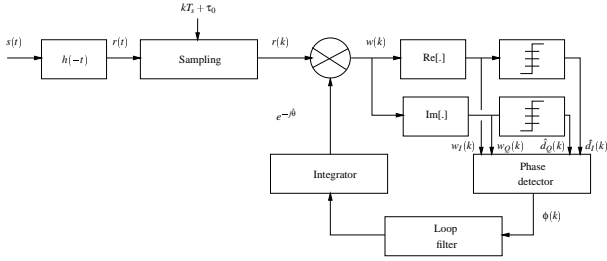 kT_s + τ_0
s(t)
h(−t)
r(t)
Sampling
r(k)
w(k)
Re[.]
Im[.]
e^{−jθ̂}
w_I(k)
w_Q(k)
d̂_Q(k)
d̂_I(k)
Integrator
Phase
detector
ϕ(k)
Loop
filter